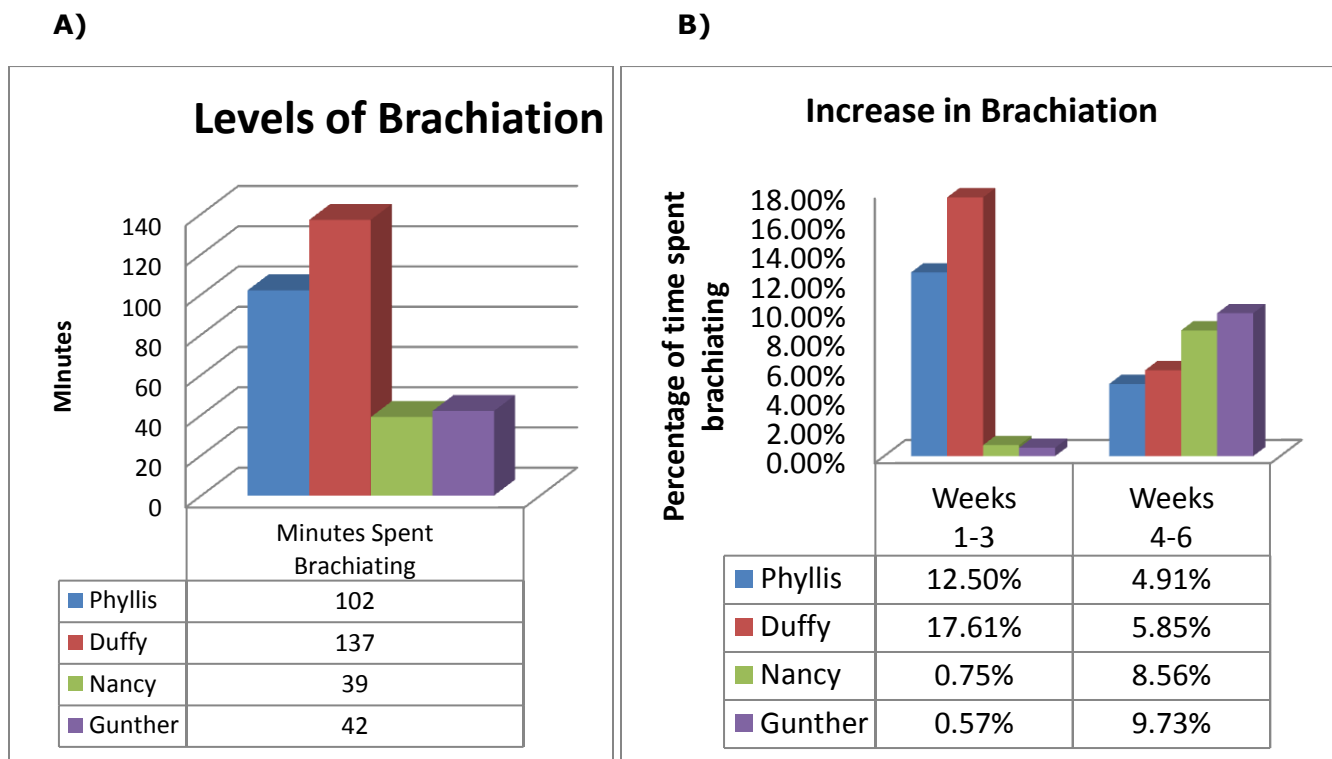 A)
Levels of Brachiation
MInutes
140
120
100
80
60
40
20
0
Minutes Spent
Brachiating
Phyllis 102
Duffy 137
Nancy 39
Gunther 42
B)
Increase in Brachiation
Percentage of time spent
brachiating
18.00%
16.00%
14.00%
12.00%
10.00%
8.00%
6.00%
4.00%
2.00%
0.00%
Weeks Weeks
1-3 4-6
Phyllis 12.50% 4.91%
Duffy 17.61% 5.85%
Nancy 0.75% 8.56%
Gunther 0.57% 9.73%